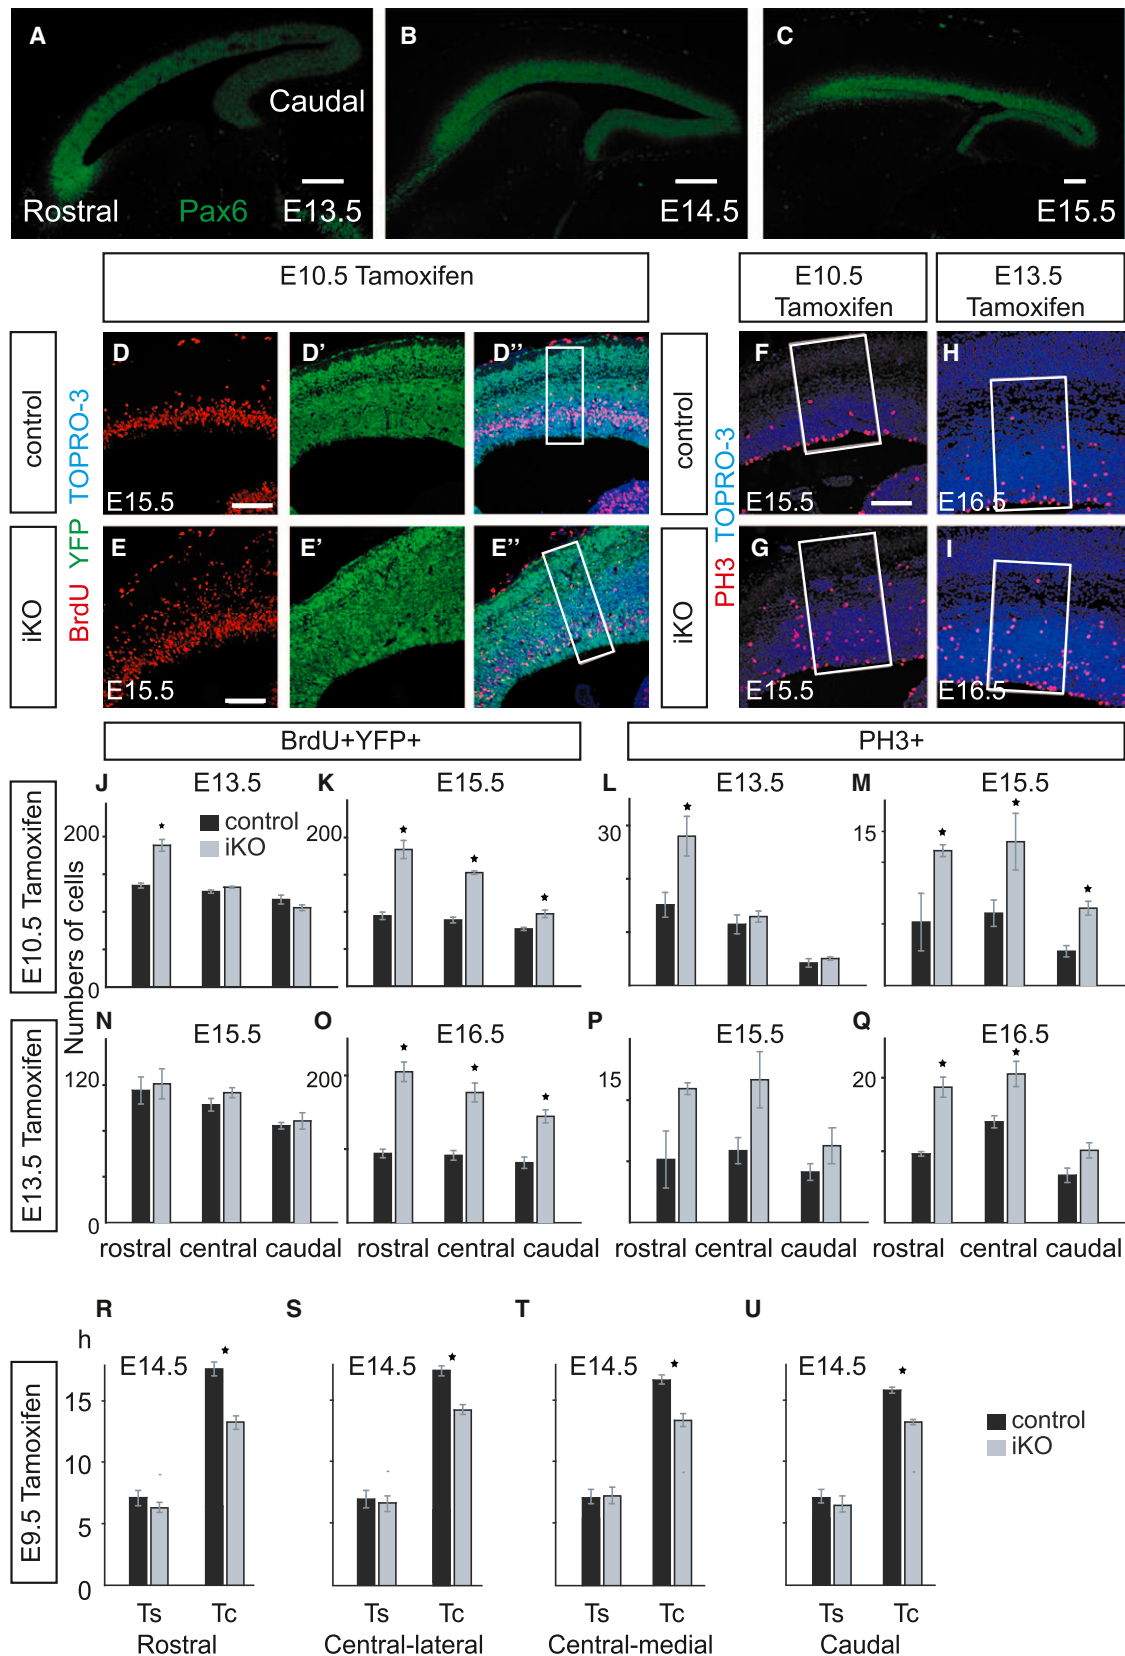 A
B
C
Caudal
Rostral
Pax6
E13.5
E14.5
E15.5
E10.5 Tamoxifen
E10.5
Tamoxifen
E13.5
Tamoxifen
control
iKO
BrdU YFP TOPRO-3
D
E15.5
D'
D''
E
E15.5
E'
E''
control
iKO
PH3 TOPRO-3
F
E15.5
H
E16.5
G
E15.5
I
E16.5
BrdU+YFP+
PH3+
E10.5 Tamoxifen
E13.5 Tamoxifen
Numbers of cells
J
E13.5
200
0
control
iKO
K
E15.5
200
L
E13.5
30
M
E15.5
15
N
E15.5
120
0
O
E16.5
200
P
E15.5
15
Q
E16.5
20
rostral central caudal
rostral central caudal
rostral central caudal
rostral central caudal
E9.5 Tamoxifen
R
h
E14.5
15
10
5
0
Ts Tc
Rostral
S
E14.5
Ts Tc
Central-lateral
T
E14.5
Ts Tc
Central-medial
U
E14.5
Ts Tc
Caudal
control
iKO